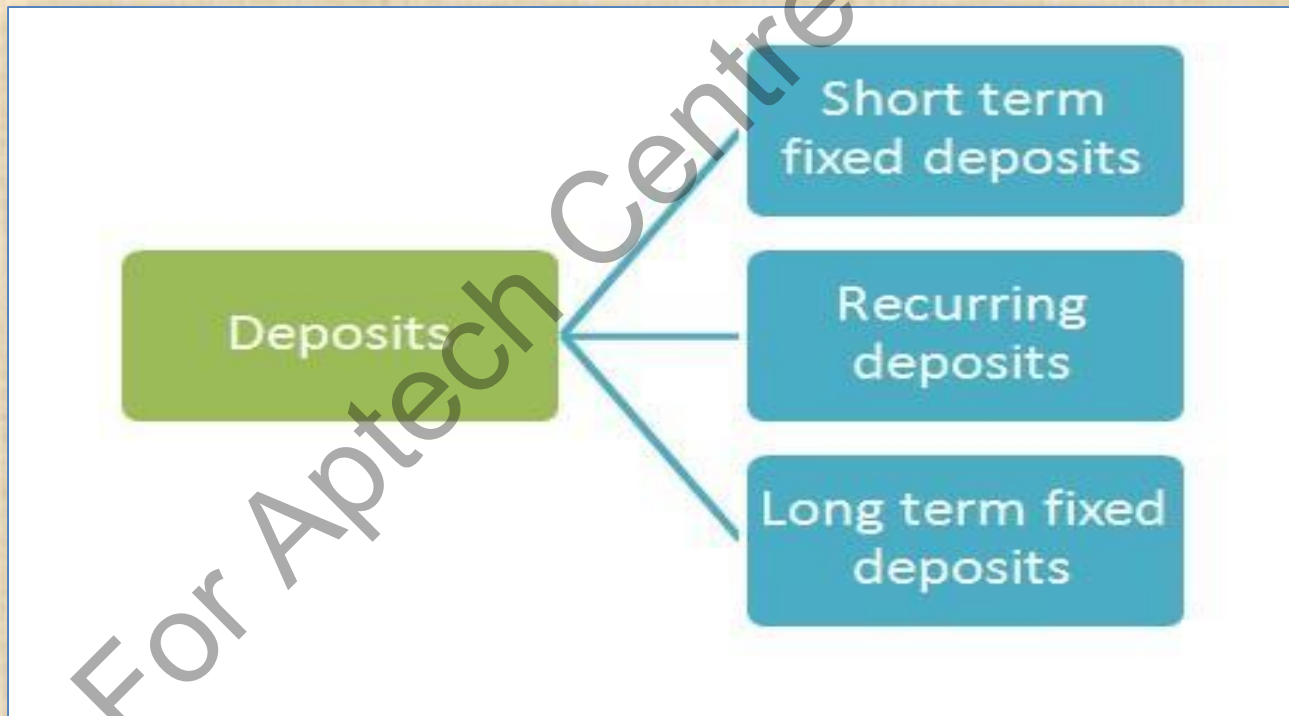 Short term
fixed deposits
Deposits
Recurring
deposits
Long term fixed
deposits
For Aptech Centre